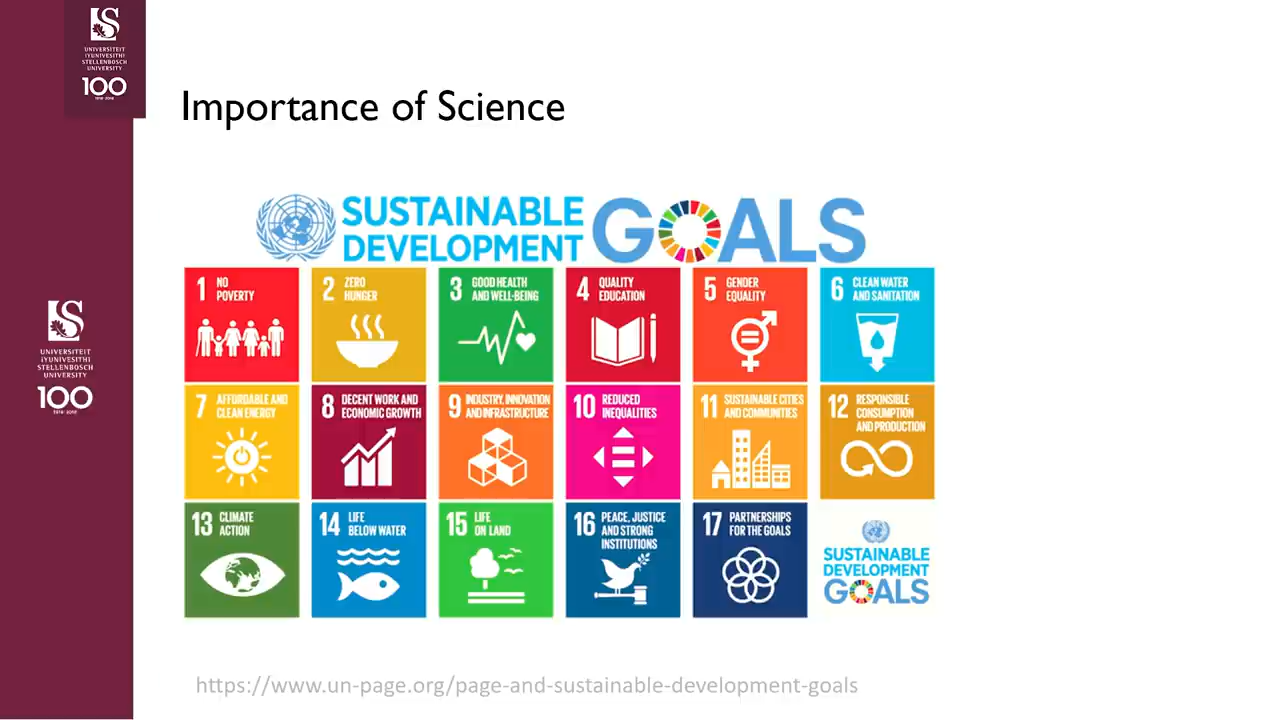 UNIVERSITEIT
iYUNIVESITHI
STELLENBOSCH
UNIVERSITY
100
1918·2018
Importance of Science
SUSTAINABLE
DEVELOPMENT
GOALS
1 NO
POVERTY
2 ZERO
HUNGER
3 GOOD HEALTH
AND WELL-BEING
4 QUALITY
EDUCATION
5 GENDER
EQUALITY
6 CLEAN WATER
AND SANITATION
UNIVERSITEIT
iYUNIVESITHI
STELLENBOSCH
UNIVERSITY
100
1918·2018
7 AFFORDABLE AND
CLEAN ENERGY
8 DECENT WORK AND
ECONOMIC GROWTH
9 INDUSTRY, INNOVATION
AND INFRASTRUCTURE
10 REDUCED
INEQUALITIES
11 SUSTAINABLE CITIES
AND COMMUNITIES
12 RESPONSIBLE
CONSUMPTION
AND PRODUCTION
13 CLIMATE
ACTION
14 LIFE
BELOW WATER
15 LIFE
ON LAND
16 PEACE, JUSTICE
AND STRONG
INSTITUTIONS
17 PARTNERSHIPS
FOR THE GOALS
SUSTAINABLE
DEVELOPMENT
GOALS
https://www.un-page.org/page-and-sustainable-development-goals